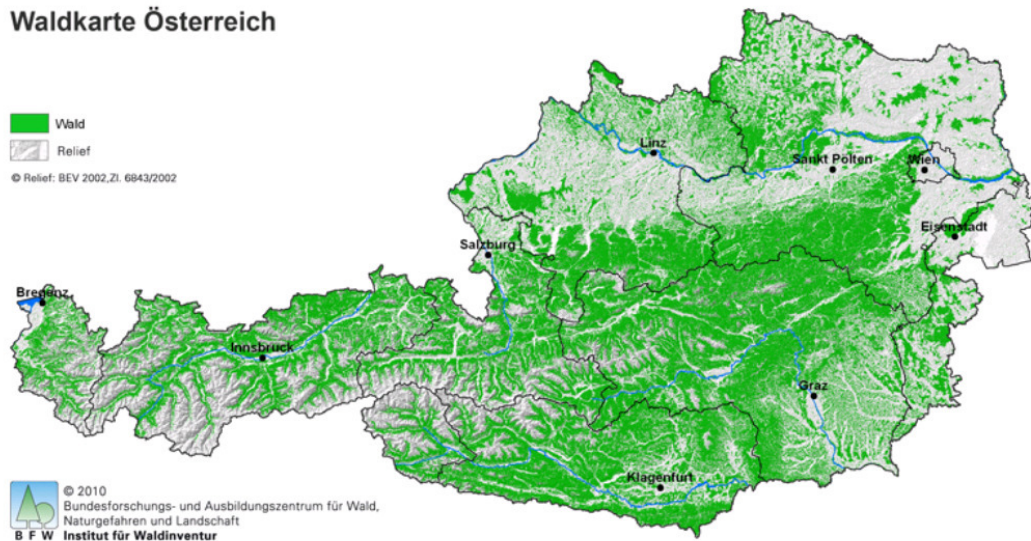 Waldkarte Österreich
Wald
Relief
© Relief: BEV 2002,Zl. 6843/2002
Linz
Sankt Pölten
Wien
Eisenstadt
Salzburg
Bregenz
Innsbruck
Graz
Klagenfurt
© 2010
Bundesforschungs- und Ausbildungszentrum für Wald,
Naturgefahren und Landschaft
B F W Institut für Waldinventur